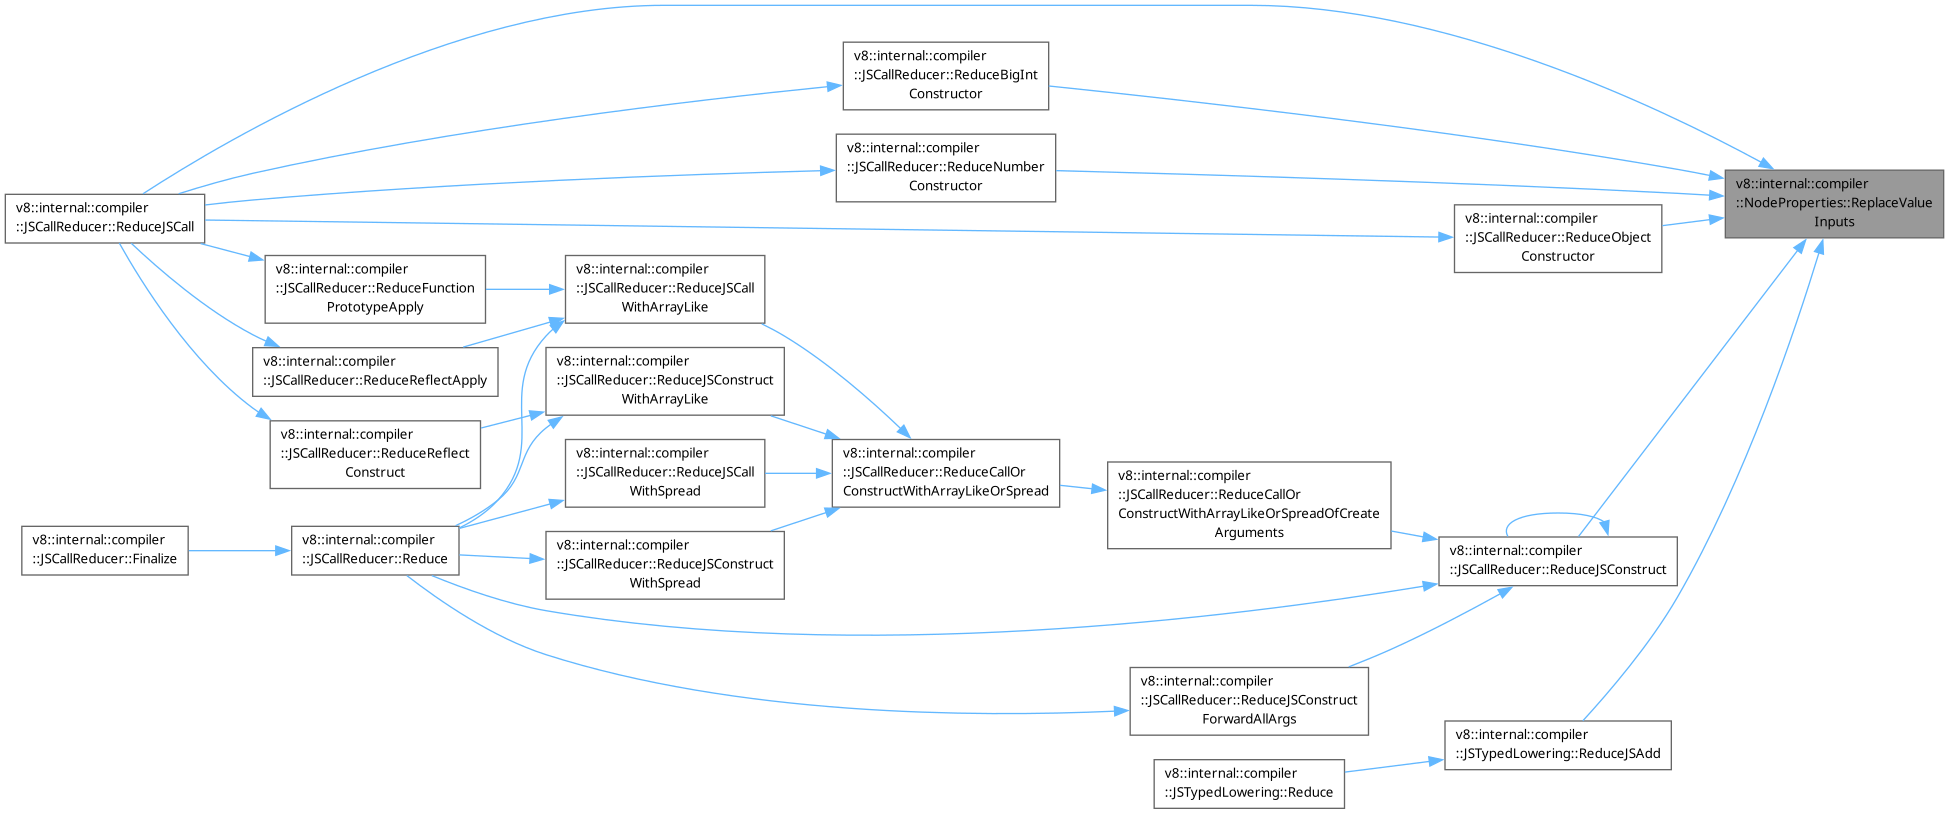 v8::internal::compiler
::JSCallReducer::ReduceBigInt
Constructor
v8::internal::compiler
::JSCallReducer::ReduceNumber
Constructor
v8::internal::compiler
::NodeProperties::ReplaceValue
Inputs
v8::internal::compiler
::JSCallReducer::ReduceJSCall
v8::internal::compiler
::JSCallReducer::ReduceObject
Constructor
v8::internal::compiler
::JSCallReducer::ReduceFunction
PrototypeApply
v8::internal::compiler
::JSCallReducer::ReduceJSCall
WithArrayLike
v8::internal::compiler
::JSCallReducer::ReduceReflectApply
v8::internal::compiler
::JSCallReducer::ReduceJSConstruct
WithArrayLike
v8::internal::compiler
::JSCallReducer::ReduceReflect
Construct
v8::internal::compiler
::JSCallReducer::ReduceJSCall
WithSpread
v8::internal::compiler
::JSCallReducer::ReduceCallOr
ConstructWithArrayLikeOrSpread
v8::internal::compiler
::JSCallReducer::ReduceCallOr
ConstructWithArrayLikeOrSpreadOfCreate
Arguments
v8::internal::compiler
::JSCallReducer::Finalize
v8::internal::compiler
::JSCallReducer::Reduce
v8::internal::compiler
::JSCallReducer::ReduceJSConstruct
WithSpread
v8::internal::compiler
::JSCallReducer::ReduceJSConstruct
v8::internal::compiler
::JSCallReducer::ReduceJSConstruct
ForwardAllArgs
v8::internal::compiler
::JSTypedLowering::ReduceJSAdd
v8::internal::compiler
::JSTypedLowering::Reduce